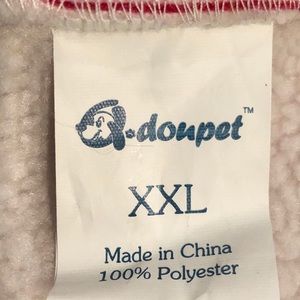 Q·doupet™
XXL
Made in China
100% Polyester